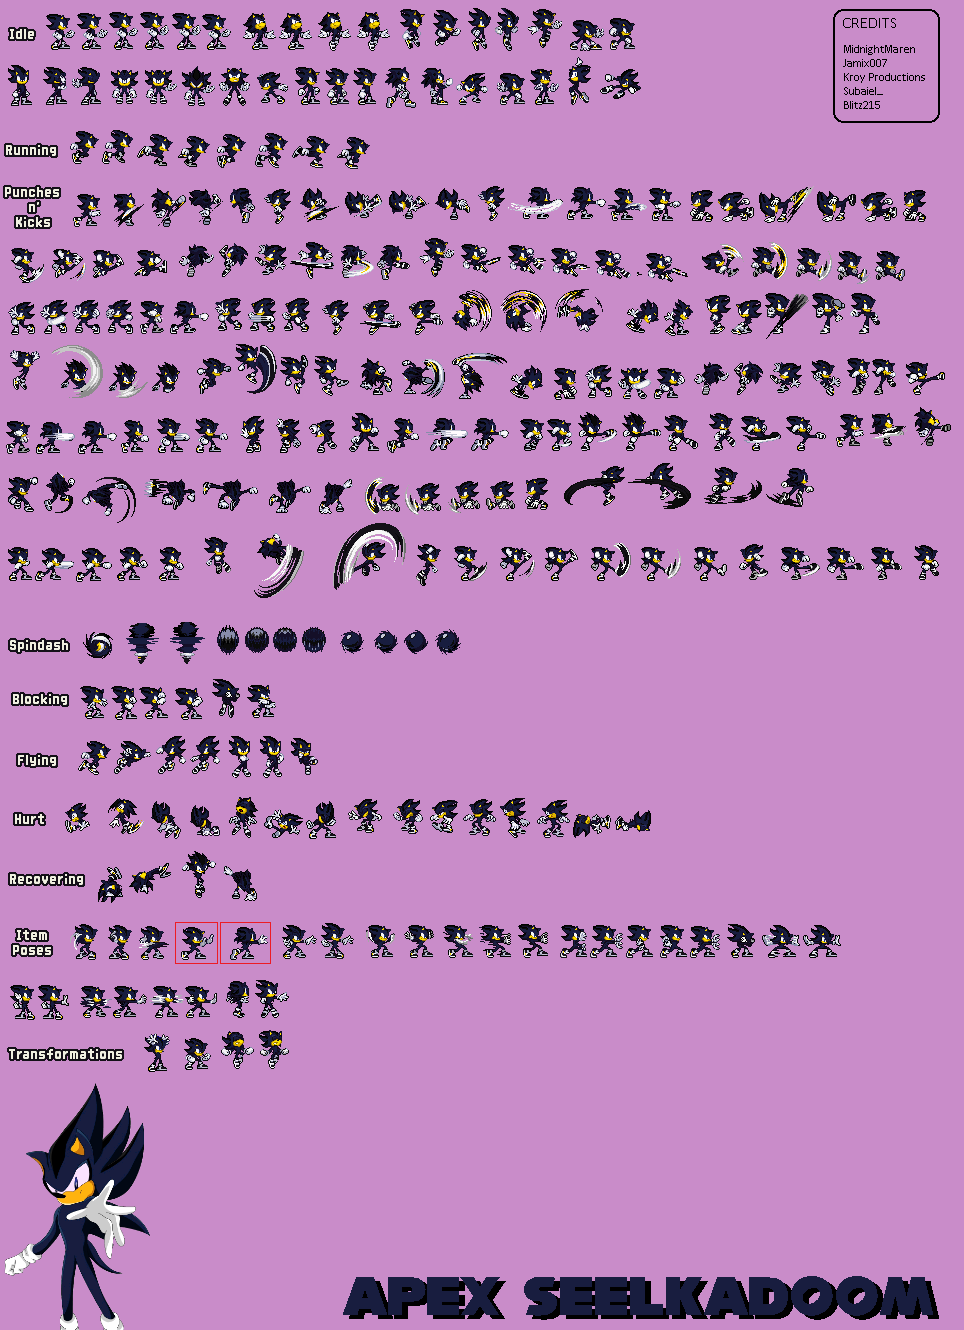 Idle
CREDITS
MidnightMaren
Jamix007
Kroy Productions
Subaiel_
Blitz215
Running
Punches
n'
Kicks
Spindash
Blocking
Flying
Hurt
Recovering
Item
Poses
Transformations
APEX SEELKADOOM